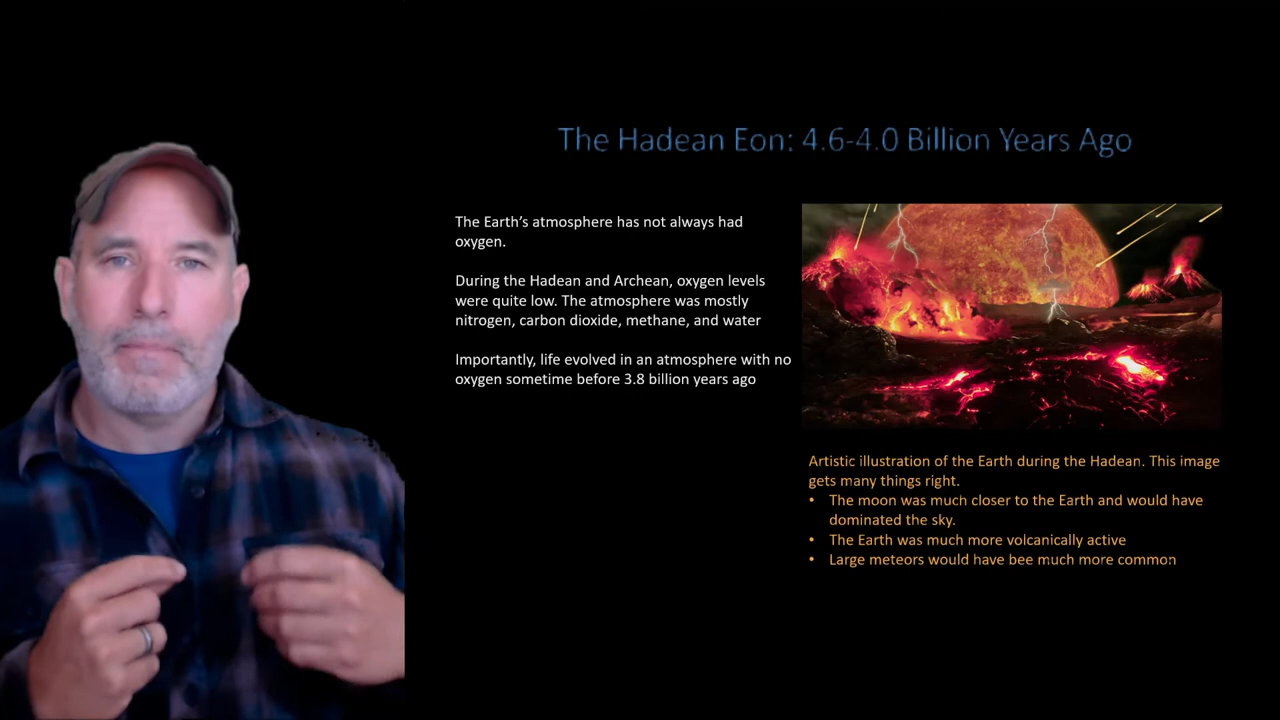 The Hadean Eon: 4.6-4.0 Billion Years Ago
The Earth's atmosphere has not always had
oxygen.
During the Hadean and Archean, oxygen levels
were quite low. The atmosphere was mostly
nitrogen, carbon dioxide, methane, and water
Importantly, life evolved in an atmosphere with no
oxygen sometime before 3.8 billion years ago
Artistic illustration of the Earth during the Hadean. This image
gets many things right.
• The moon was much closer to the Earth and would have
dominated the sky.
• The Earth was much more volcanically active
• Large meteors would have bee much more common